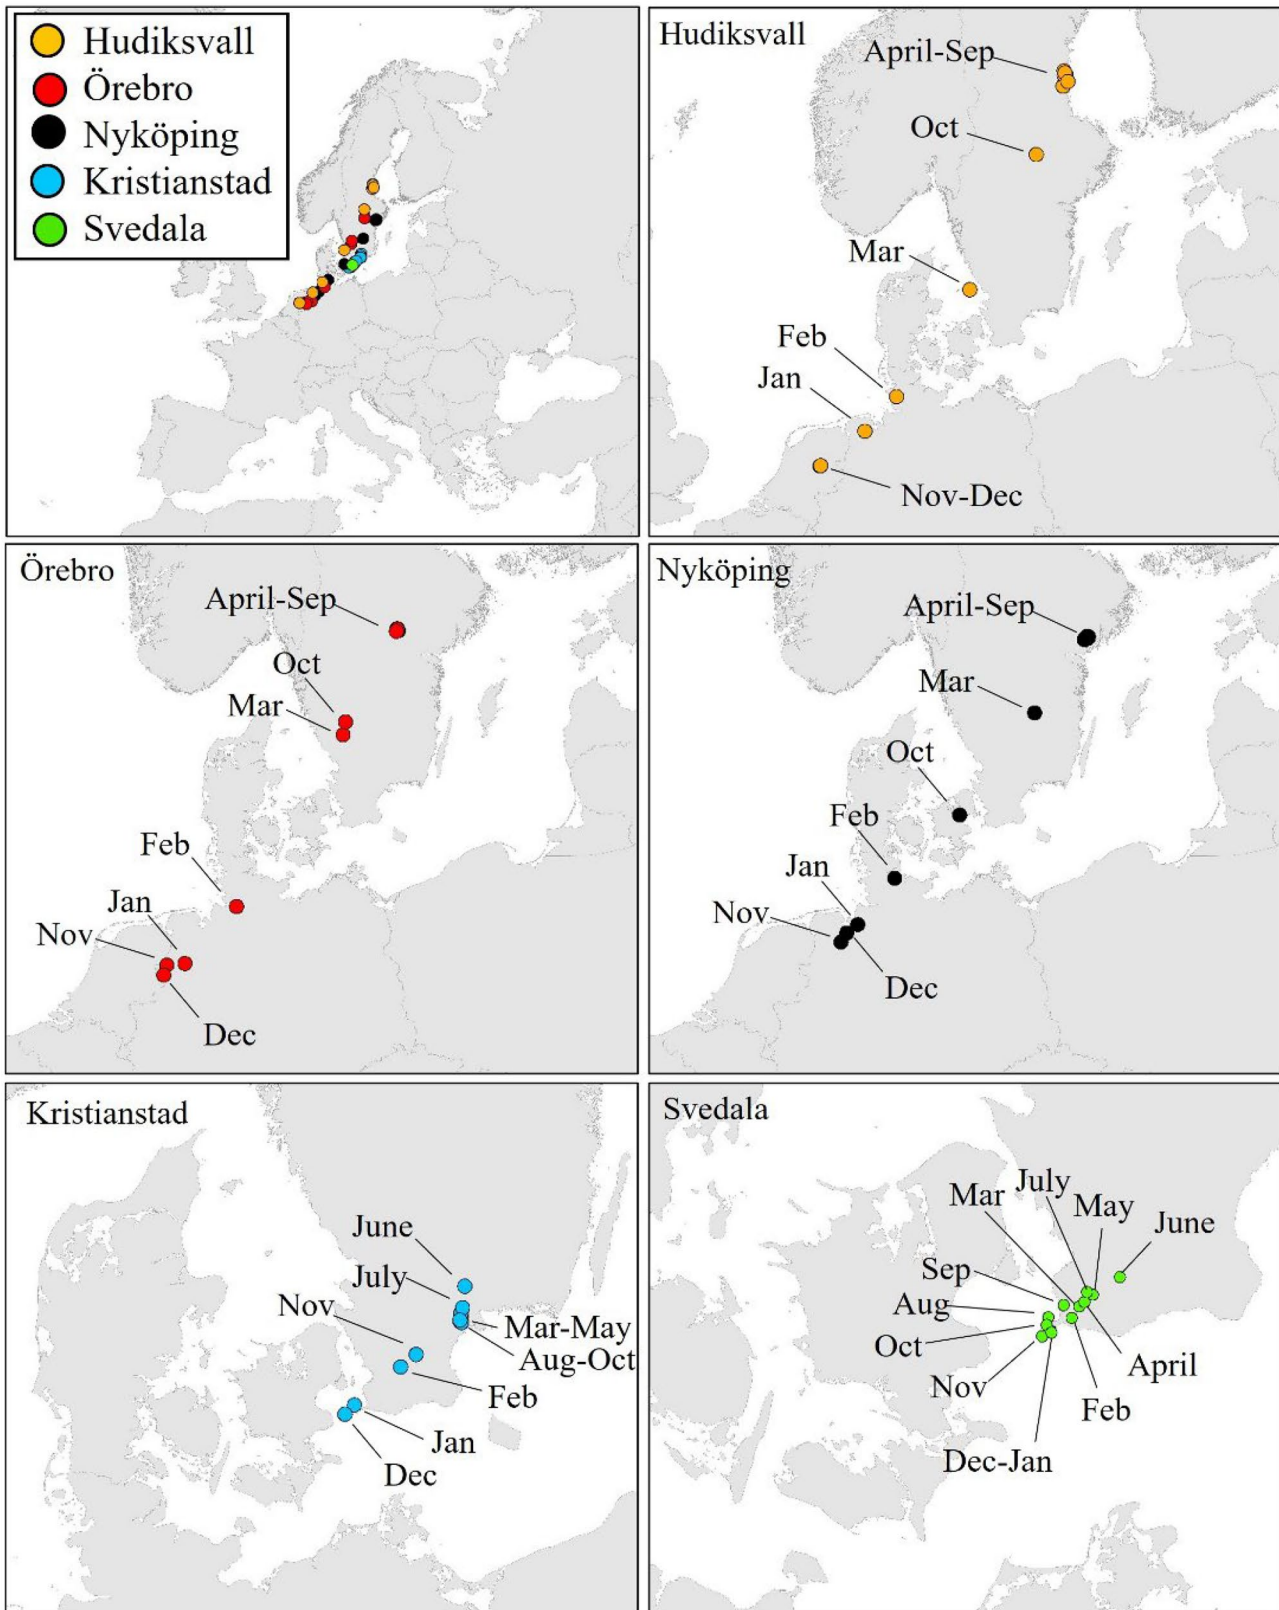 Hudiksvall
Örebro
Nyköping
Kristianstad
Svedala
Hudiksvall
April-Sep
Oct
Mar
Feb
Jan
Nov-Dec
Örebro
April-Sep
Oct
Mar
Feb
Jan
Nov
Dec
Nyköping
April-Sep
Mar
Oct
Feb
Jan
Nov
Dec
Kristianstad
June
July
Nov
Mar-May
Aug-Oct
Feb
Jan
Dec
Svedala
July
Mar
May
June
Sep
Aug
Oct
April
Nov
Feb
Dec-Jan